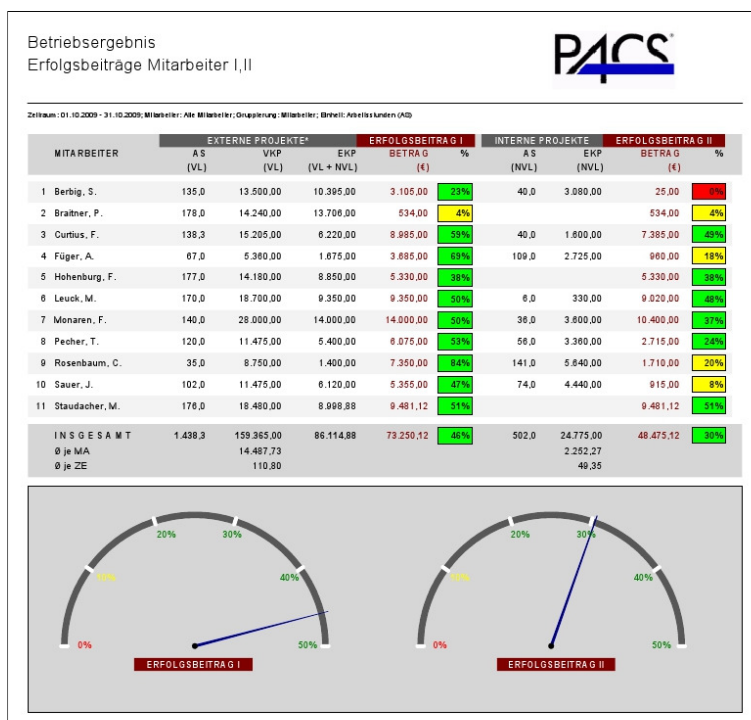 Betriebsergebnis
Erfolgsbeiträge Mitarbeiter I,II
PACS
Zeitraum: 01.10.2009 - 31.10.2009; Mitarbeiter: Alle Mitarbeiter; Gruppierung: Mitarbeiter; Einheit: Arbeitsstunden (AS)
EXTERNE PROJEKTE* ERFOLGSBEITRAG I INTERNE PROJEKTE ERFOLGSBEITRAG II
MITARBEITER AS VKP EKP BETRAG % AS EKP BETRAG %
(VL) (VL) (VL + NVL) (€) (NVL) (NVL) (€)
1 Berbig, S. 135,0 13.500,00 10.395,00 3.105,00 23% 40,0 3.080,00 25,00 0%
2 Braitner, P. 178,0 14.240,00 13.706,00 534,00 4% 534,00 4%
3 Curtius, F. 138,3 15.205,00 6.220,00 8.985,00 59% 40,0 1.600,00 7.385,00 49%
4 Füger, A. 67,0 5.360,00 1.675,00 3.685,00 69% 109,0 2.725,00 960,00 18%
5 Hohenburg, F. 177,0 14.180,00 8.850,00 5.330,00 38% 5.330,00 38%
6 Leuck, M. 170,0 18.700,00 9.350,00 9.350,00 50% 6,0 330,00 9.020,00 48%
7 Monaren, F. 140,0 28.000,00 14.000,00 14.000,00 50% 36,0 3.600,00 10.400,00 37%
8 Pecher, T. 120,0 11.475,00 5.400,00 6.075,00 53% 56,0 3.360,00 2.715,00 24%
9 Rosenbaum, C. 35,0 8.750,00 1.400,00 7.350,00 84% 141,0 5.640,00 1.710,00 20%
10 Sauer, J. 102,0 11.475,00 6.120,00 5.355,00 47% 74,0 4.440,00 915,00 8%
11 Staudacher, M. 176,0 18.480,00 8.998,88 9.481,12 51% 9.481,12 51%
INSGESAMT 1.438,3 159.365,00 86.114,88 73.250,12 46% 502,0 24.775,00 48.475,12 30%
Ø je MA 14.487,73 2.252,27
Ø je ZE 110,80 49,35
0% 10% 20% 30% 40% 50%
ERFOLGSBEITRAG I
0% 10% 20% 30% 40% 50%
ERFOLGSBEITRAG II